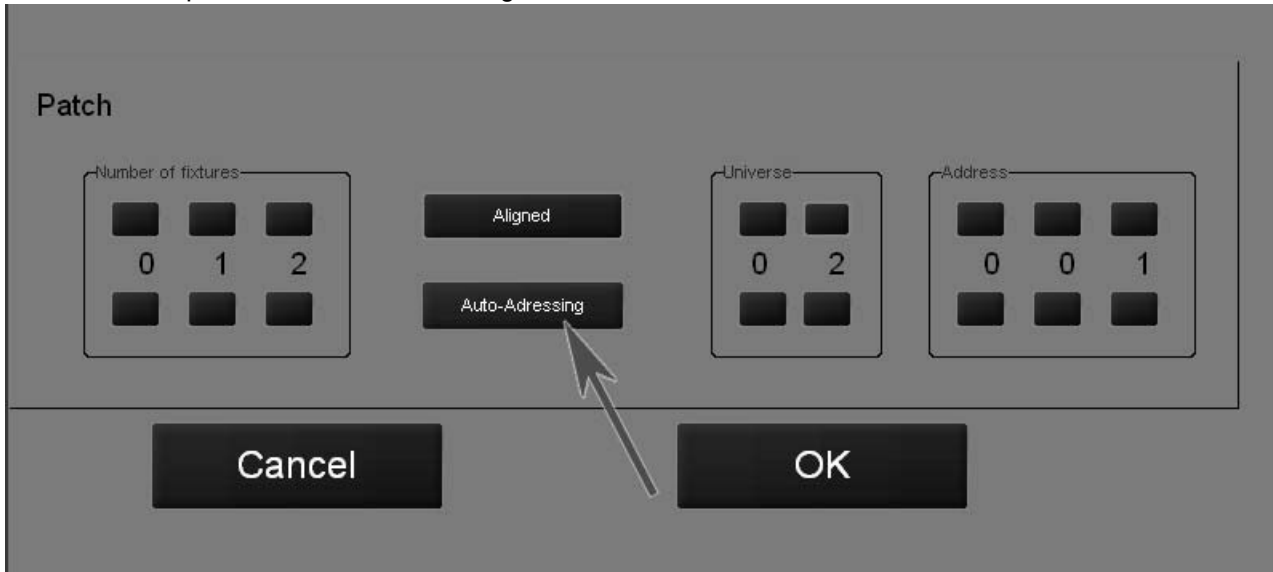 Patch
Number of fixtures
Universe
Address
Aligned
0 1 2
0 2
0 0 1
Auto-Adressing
Cancel
OK